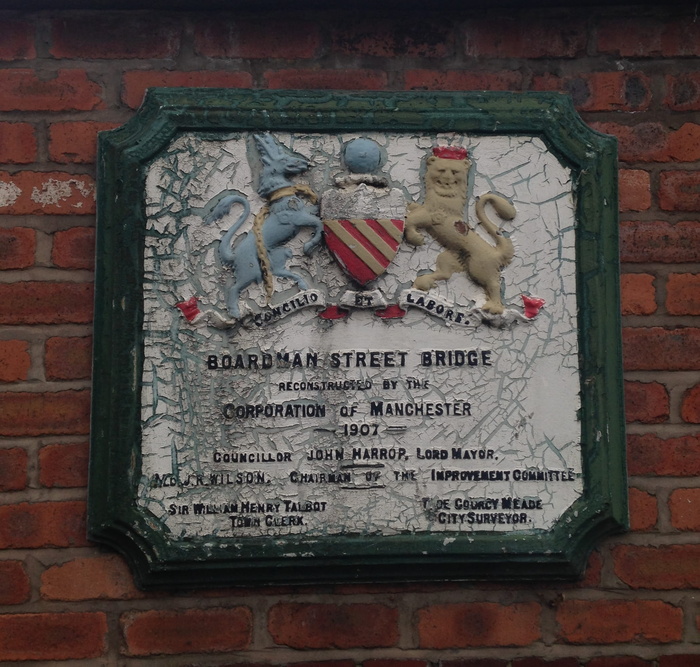 CONCILIO ET LABORE.
BOARDMAN STREET BRIDGE
RECONSTRUCTED BY THE
CORPORATION OF MANCHESTER
1907
COUNCILLOR JOHN HARROP, LORD MAYOR.
J.R. WILSON, CHAIRMAN OF THE IMPROVEMENT COMMITTEE
SIR WILLIAM HENRY TALBOT
TOWN CLERK.
T. DE COURCY MEADE
CITY SURVEYOR.